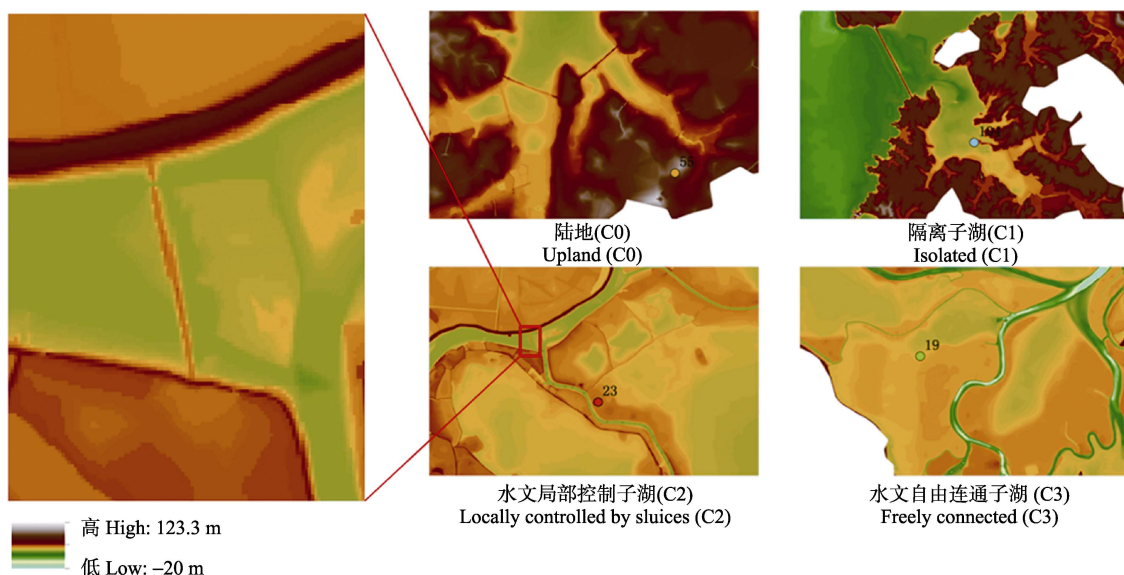 55
101
陆地(C0)
Upland (C0)
隔离子湖(C1)
Isolated (C1)
23
19
水文局部控制子湖(C2)
Locally controlled by sluices (C2)
水文自由连通子湖 (C3)
Freely connected (C3)
高 High: 123.3 m
低 Low: −20 m